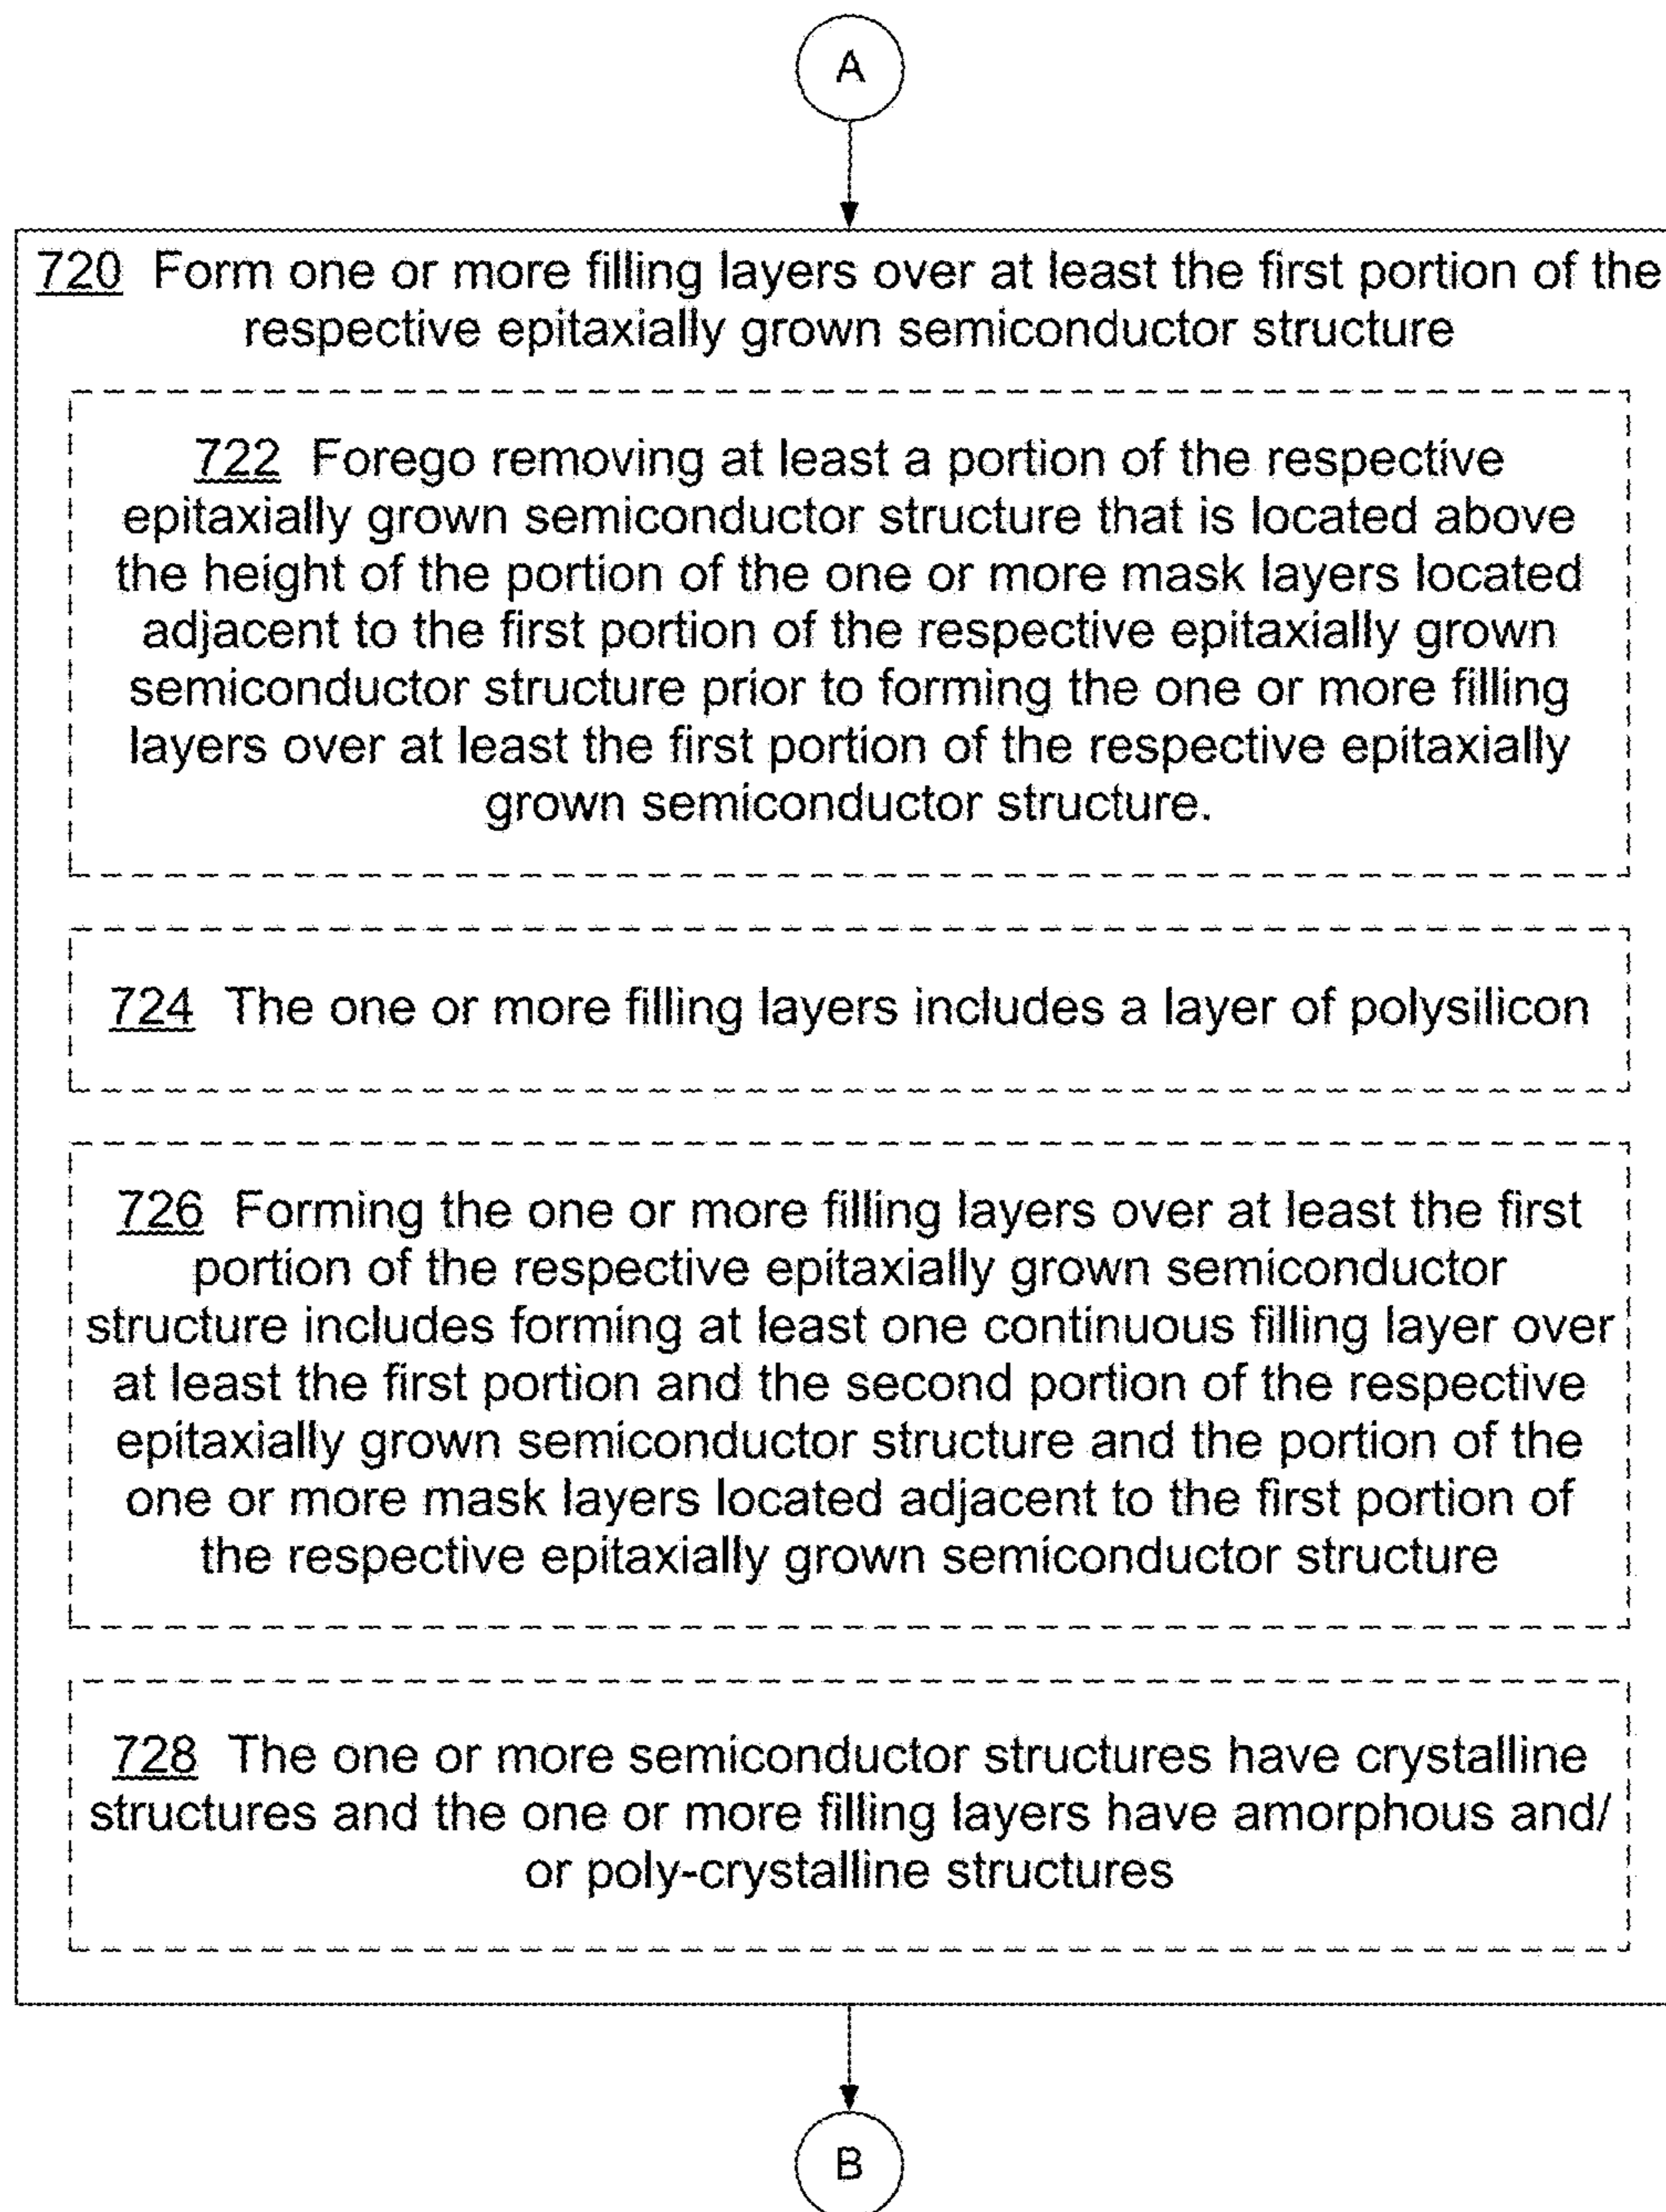 A
720 Form one or more filling layers over at least the first portion of the
respective epitaxially grown semiconductor structure
722 Forego removing at least a portion of the respective
epitaxially grown semiconductor structure that is located above
the height of the portion of the one or more mask layers located
adjacent to the first portion of the respective epitaxially grown
semiconductor structure prior to forming the one or more filling
layers over at least the first portion of the respective epitaxially
grown semiconductor structure.
724 The one or more filling layers includes a layer of polysilicon
726 Forming the one or more filling layers over at least the first
portion of the respective epitaxially grown semiconductor
structure includes forming at least one continuous filling layer over
at least the first portion and the second portion of the respective
epitaxially grown semiconductor structure and the portion of the
one or more mask layers located adjacent to the first portion of
the respective epitaxially grown semiconductor structure
728 The one or more semiconductor structures have crystalline
structures and the one or more filling layers have amorphous and/
or poly-crystalline structures
B